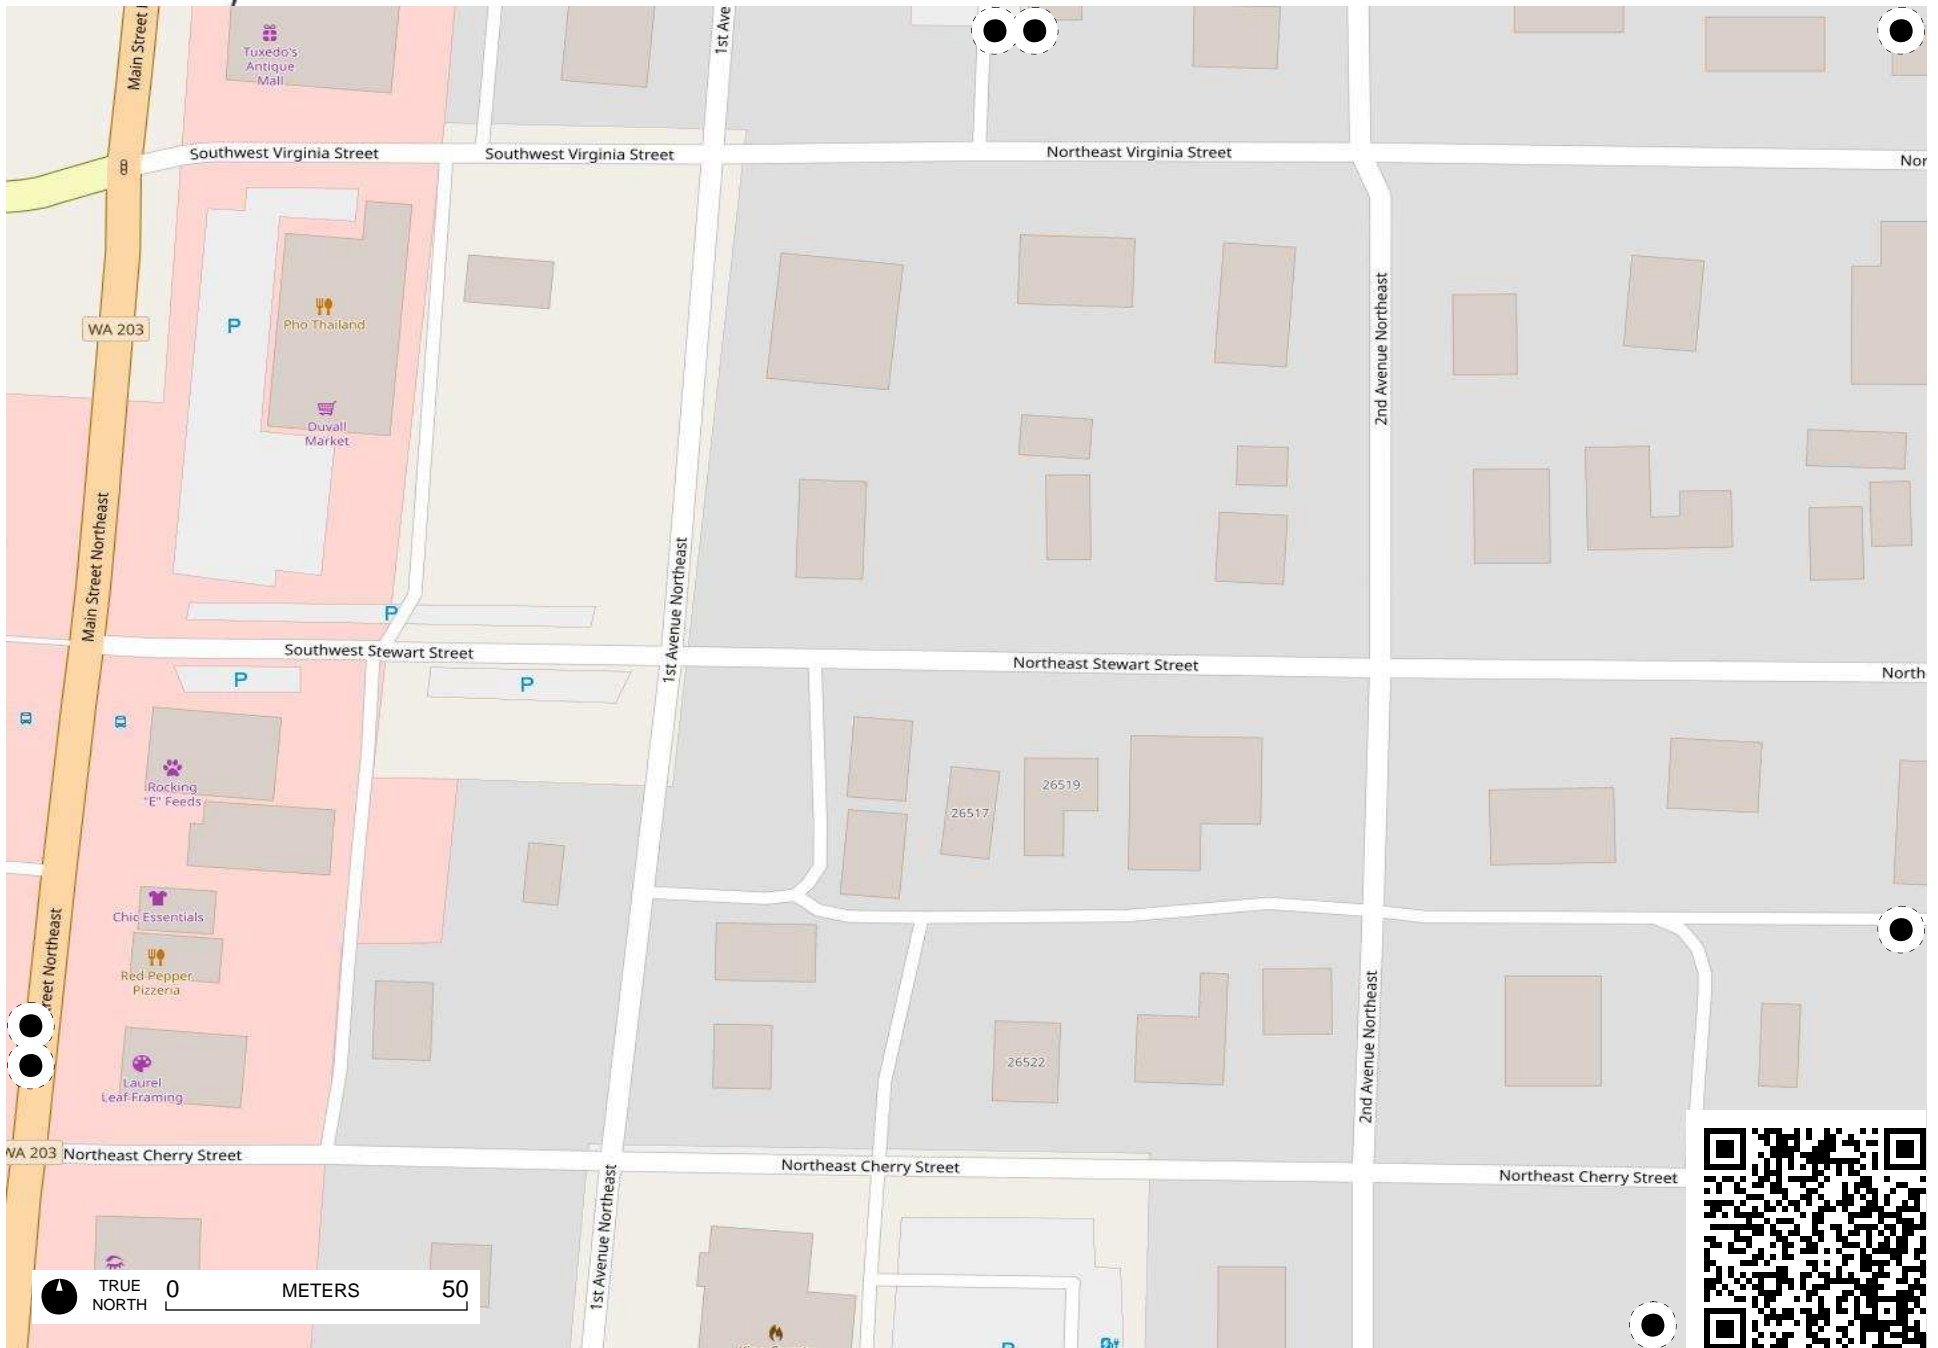 Main Street
1st Ave
Tuxedo's
Antique
Mall
Southwest Virginia Street
Southwest Virginia Street
Northeast Virginia Street
Nor
WA 203
P
Pho Thailand
Duvall
Market
2nd Avenue Northeast
Main Street Northeast
1st Avenue Northeast
P
Southwest Stewart Street
Northeast Stewart Street
North
P
P
Rocking
"E" Feeds
26517
26519
Chic Essentials
Red Pepper
Pizzeria
reet Northeast
2nd Avenue Northeast
Laurel
Leaf Framing
26522
WA 203
Northeast Cherry Street
Northeast Cherry Street
Northeast Cherry Street
1st Avenue Northeast
TRUE
NORTH
0 METERS 50
P